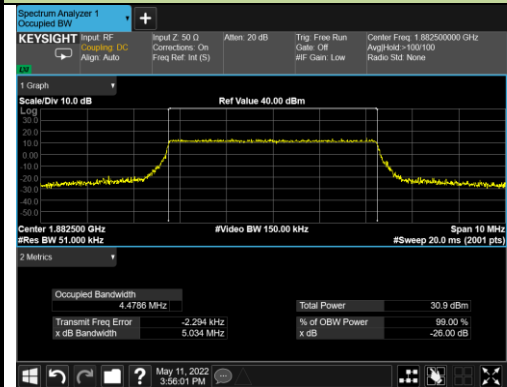 Spectrum Analyzer 1
Occupied BW
+
KEYSIGHT Input: RF
Coupling: DC
Align: Auto
Input Z: 50 Ω
Corrections: On
Freq Ref: Int (S)
Atten: 20 dB
Trig: Free Run
Gate: Off
#IF Gain: Low
Center Freq: 1.882500000 GHz
Avg|Hold:>100/100
Radio Std: None
1 Graph
Scale/Div 10.0 dB
Ref Value 40.00 dBm
Log
30.0
20.0
10.0
0.00
-10.0
-20.0
-30.0
-40.0
-50.0
Center 1.882500 GHz
#Video BW 150.00 kHz
Span 10 MHz
#Res BW 51.000 kHz
#Sweep 20.0 ms (2001 pts)
2 Metrics
Occupied Bandwidth
4.4786 MHz
Total Power 30.9 dBm
Transmit Freq Error -2.294 kHz
% of OBW Power 99.00 %
x dB Bandwidth 5.034 MHz
x dB -26.00 dB
?
May 11, 2022
3:56:01 PM